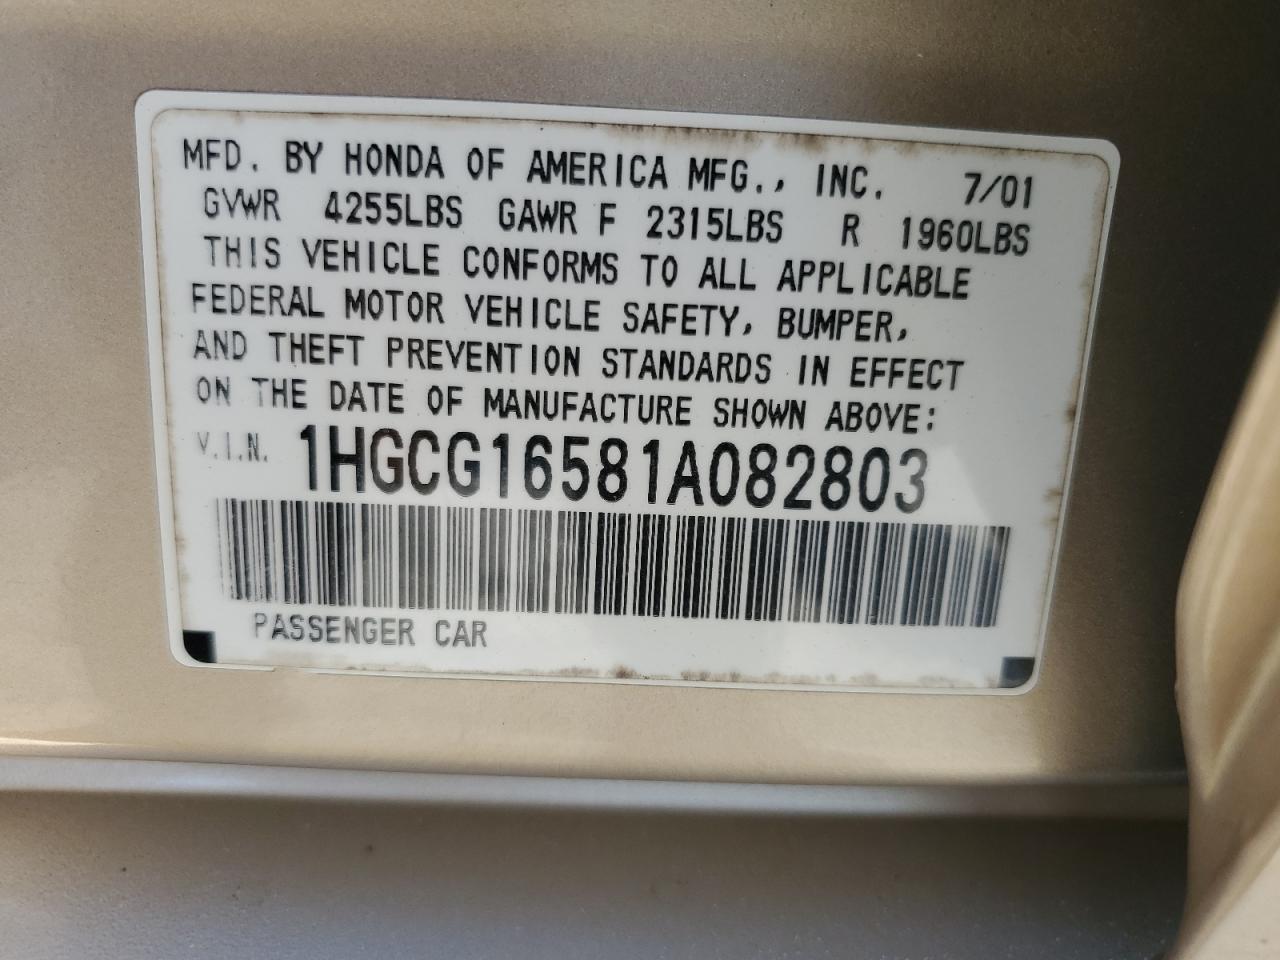 MFD. BY HONDA OF AMERICA MFG., INC. 7/01
GVWR 4255LBS GAWR F 2315LBS R 1960LBS
THIS VEHICLE CONFORMS TO ALL APPLICABLE
FEDERAL MOTOR VEHICLE SAFETY, BUMPER,
AND THEFT PREVENTION STANDARDS IN EFFECT
ON THE DATE OF MANUFACTURE SHOWN ABOVE:
V.I.N. 1HGCG16581A082803
PASSENGER CAR